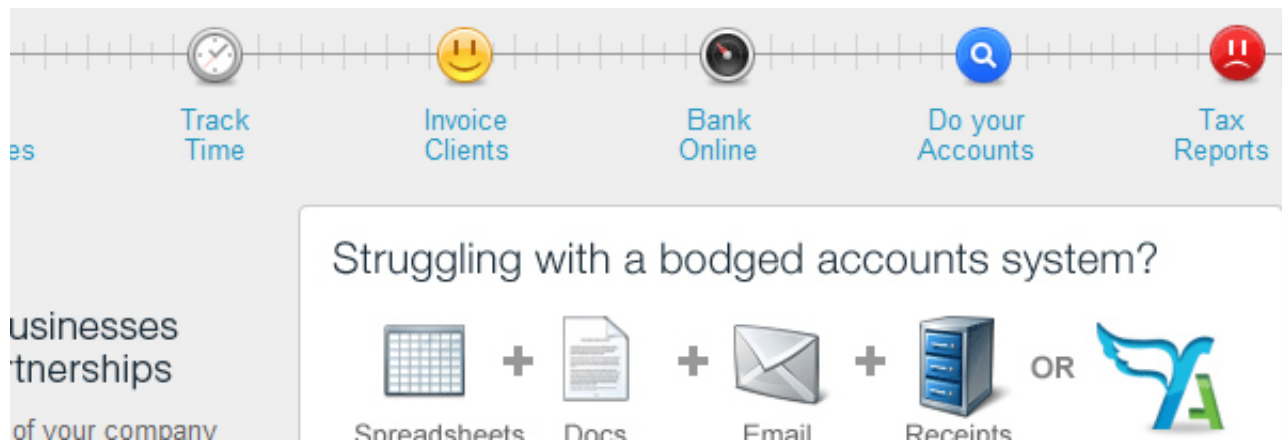 es
Track
Time
Invoice
Clients
Bank
Online
Do your
Accounts
Tax
Reports
usinesses
tnerships
of your company
Struggling with a bodged accounts system?
+ + + OR
Spreadsheets Docs Email Receipts